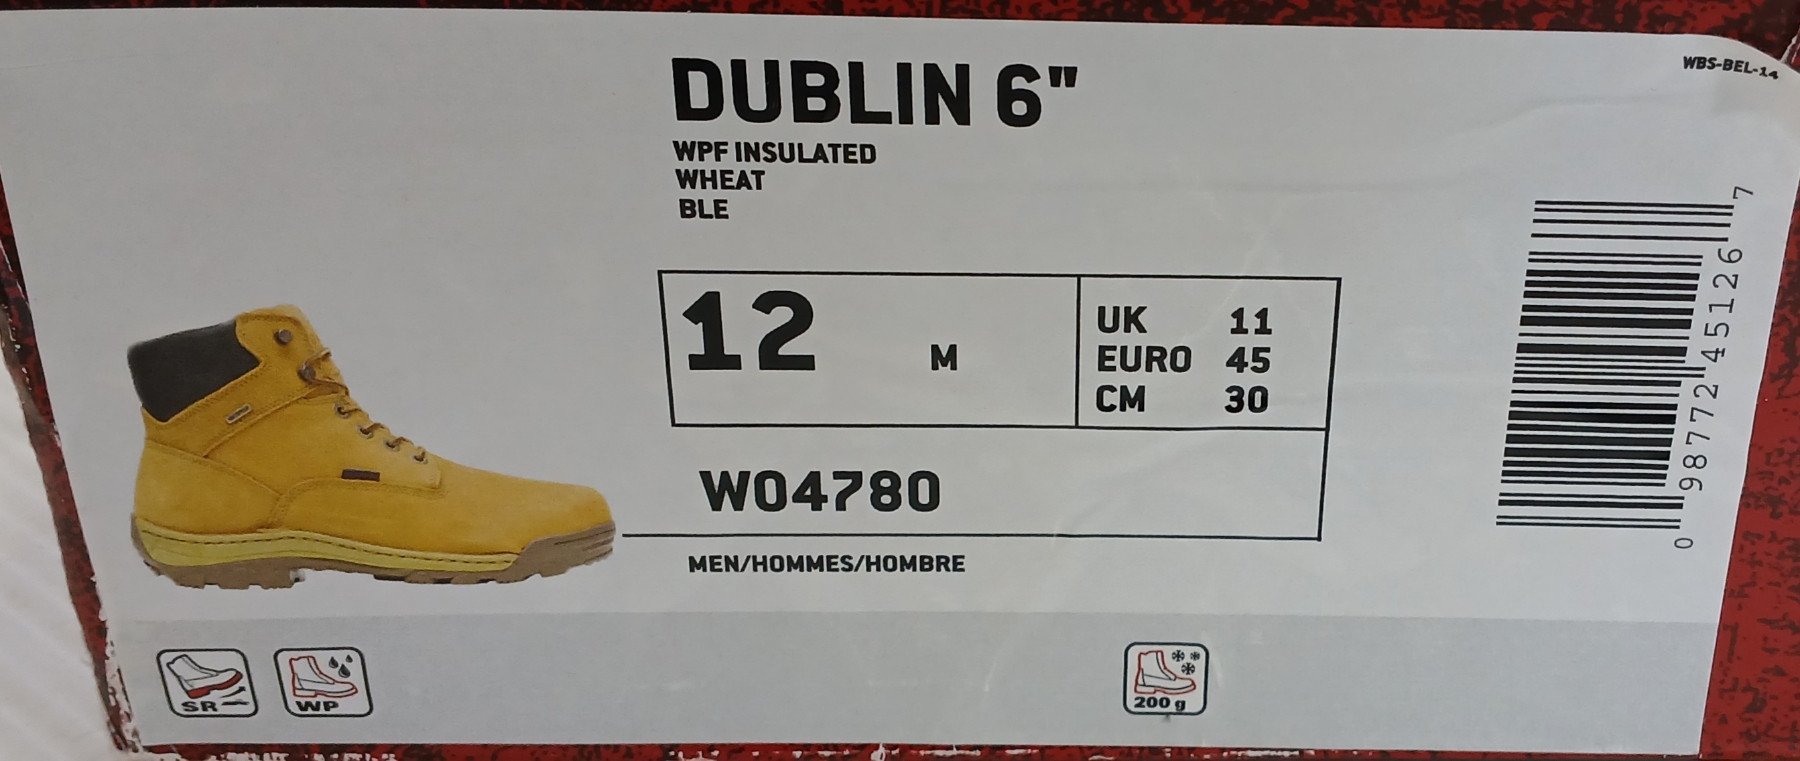 WBS-BEL-14
DUBLIN 6"
WPF INSULATED
WHEAT
BLE
12 M
UK 11
EURO 45
CM 30
W04780
MEN/HOMMES/HOMBRE
0 98772 45126 7
SR
WP
200 g